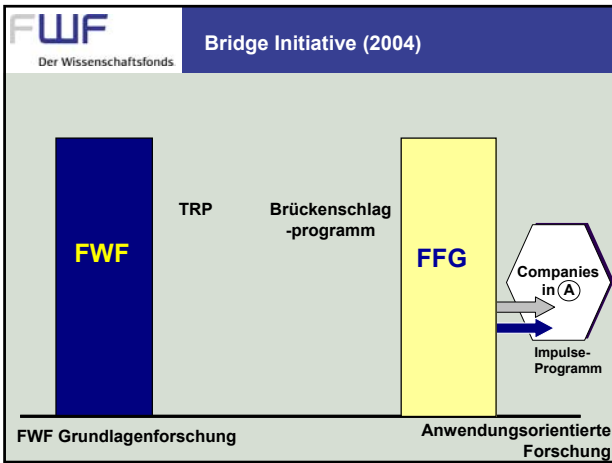 FWF
Der Wissenschaftsfonds.
Bridge Initiative (2004)
TRP
Brückenschlag
-programm
FWF
FFG
Companies
in A
Impulse-
Programm
FWF Grundlagenforschung
Anwendungsorientierte
Forschung